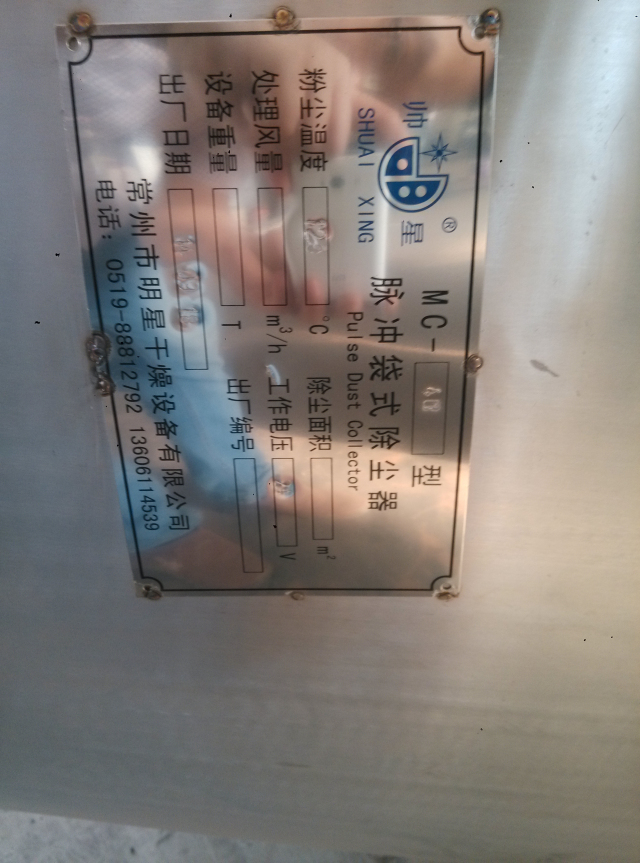 帅星®
SHUAI XING
MC- 型
脉冲袋式除尘器
Pulse Dust Collector
粉尘温度 ℃ 除尘面积 m²
处理风量 m³/h 工作电压 V
设备重量 T 出厂编号
出厂日期
常州市明星干燥设备有限公司
电话：0519-88812792 13606114539